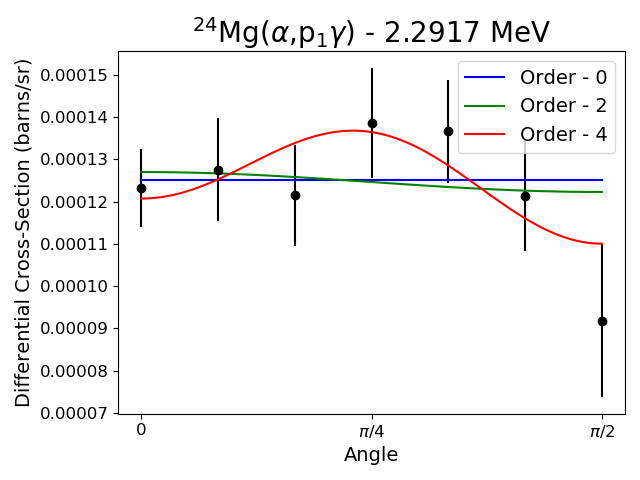 ²⁴Mg(α,p₁γ) - 2.2917 MeV
Differential Cross-Section (barns/sr)
0.00015
0.00014
0.00013
0.00012
0.00011
0.00010
0.00009
0.00008
0.00007
Order - 0
Order - 2
Order - 4
0
π/4
π/2
Angle